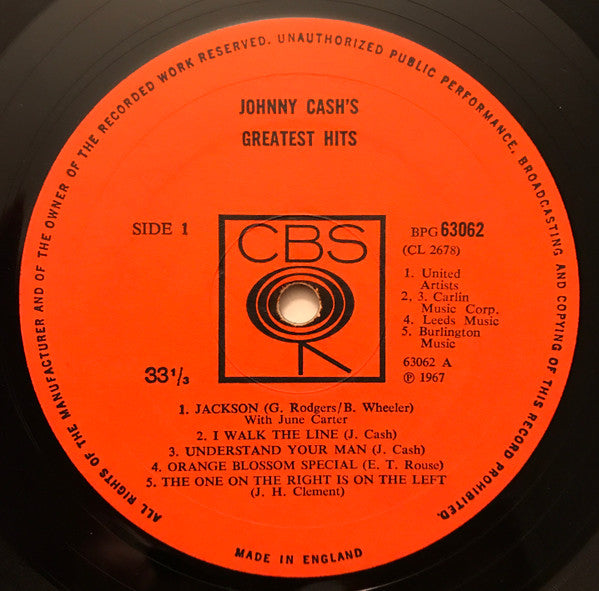 ALL RIGHTS OF THE MANUFACTURER AND OF THE OWNER OF THE RECORDED WORK RESERVED. UNAUTHORIZED PUBLIC PERFORMANCE, BROADCASTING AND COPYING OF THIS RECORD PROHIBITED.
JOHNNY CASH'S
GREATEST HITS
SIDE 1
CBS
BPG 63062
(CL 2678)
1. United
Artists
2, 3. Carlin
Music Corp.
4. Leeds Music
5. Burlington
Music
63062 A
℗ 1967
33 1/3
1. JACKSON (G. Rodgers/B. Wheeler)
With June Carter
2. I WALK THE LINE (J. Cash)
3. UNDERSTAND YOUR MAN (J. Cash)
4. ORANGE BLOSSOM SPECIAL (E. T. Rouse)
5. THE ONE ON THE RIGHT IS ON THE LEFT
(J. H. Clement)
MADE IN ENGLAND